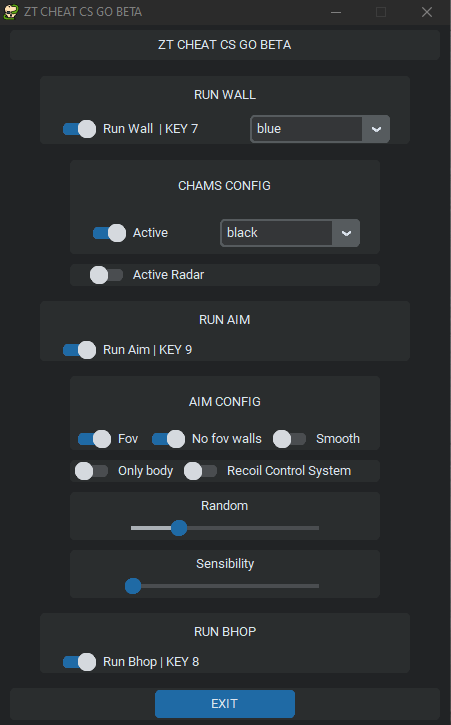 ZT CHEAT CS GO BETA
ZT CHEAT CS GO BETA
RUN WALL
Run Wall | KEY 7 blue
CHAMS CONFIG
Active black
Active Radar
RUN AIM
Run Aim | KEY 9
AIM CONFIG
Fov No fov walls Smooth
Only body Recoil Control System
Random
Sensibility
RUN BHOP
Run Bhop | KEY 8
EXIT